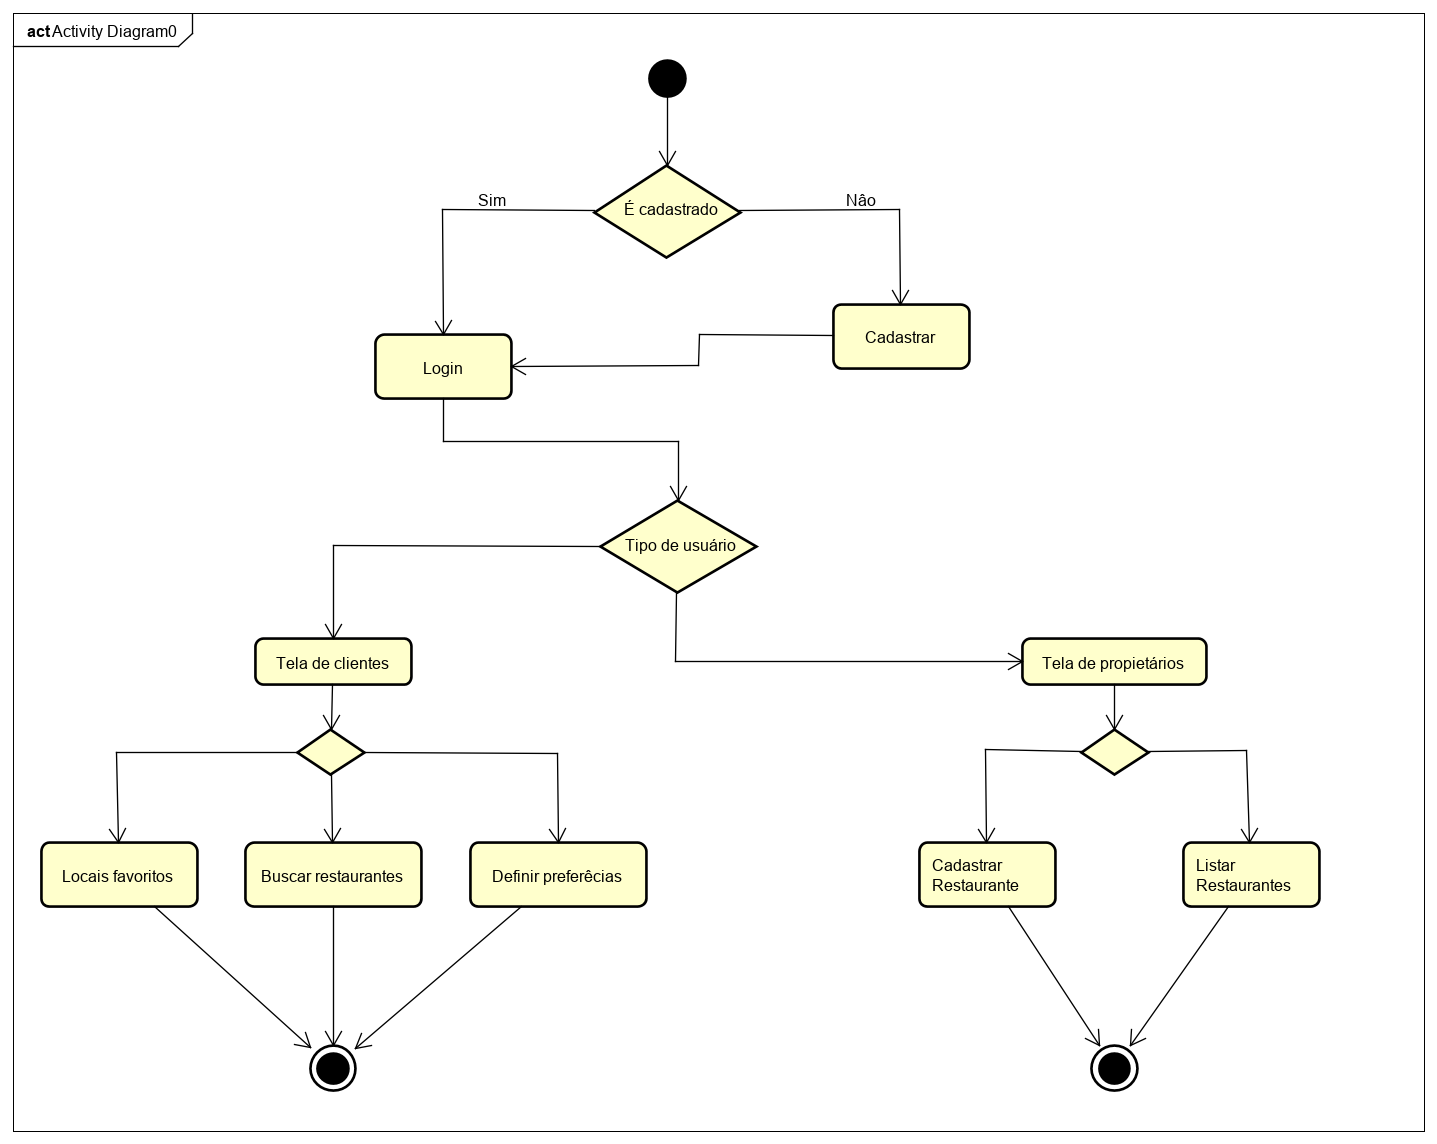 act Activity Diagram0
É cadastrado
Sim
Nâo
Cadastrar
Login
Tipo de usuário
Tela de clientes
Tela de propietários
Locais favoritos
Buscar restaurantes
Definir preferêcias
Cadastrar
Restaurante
Listar
Restaurantes